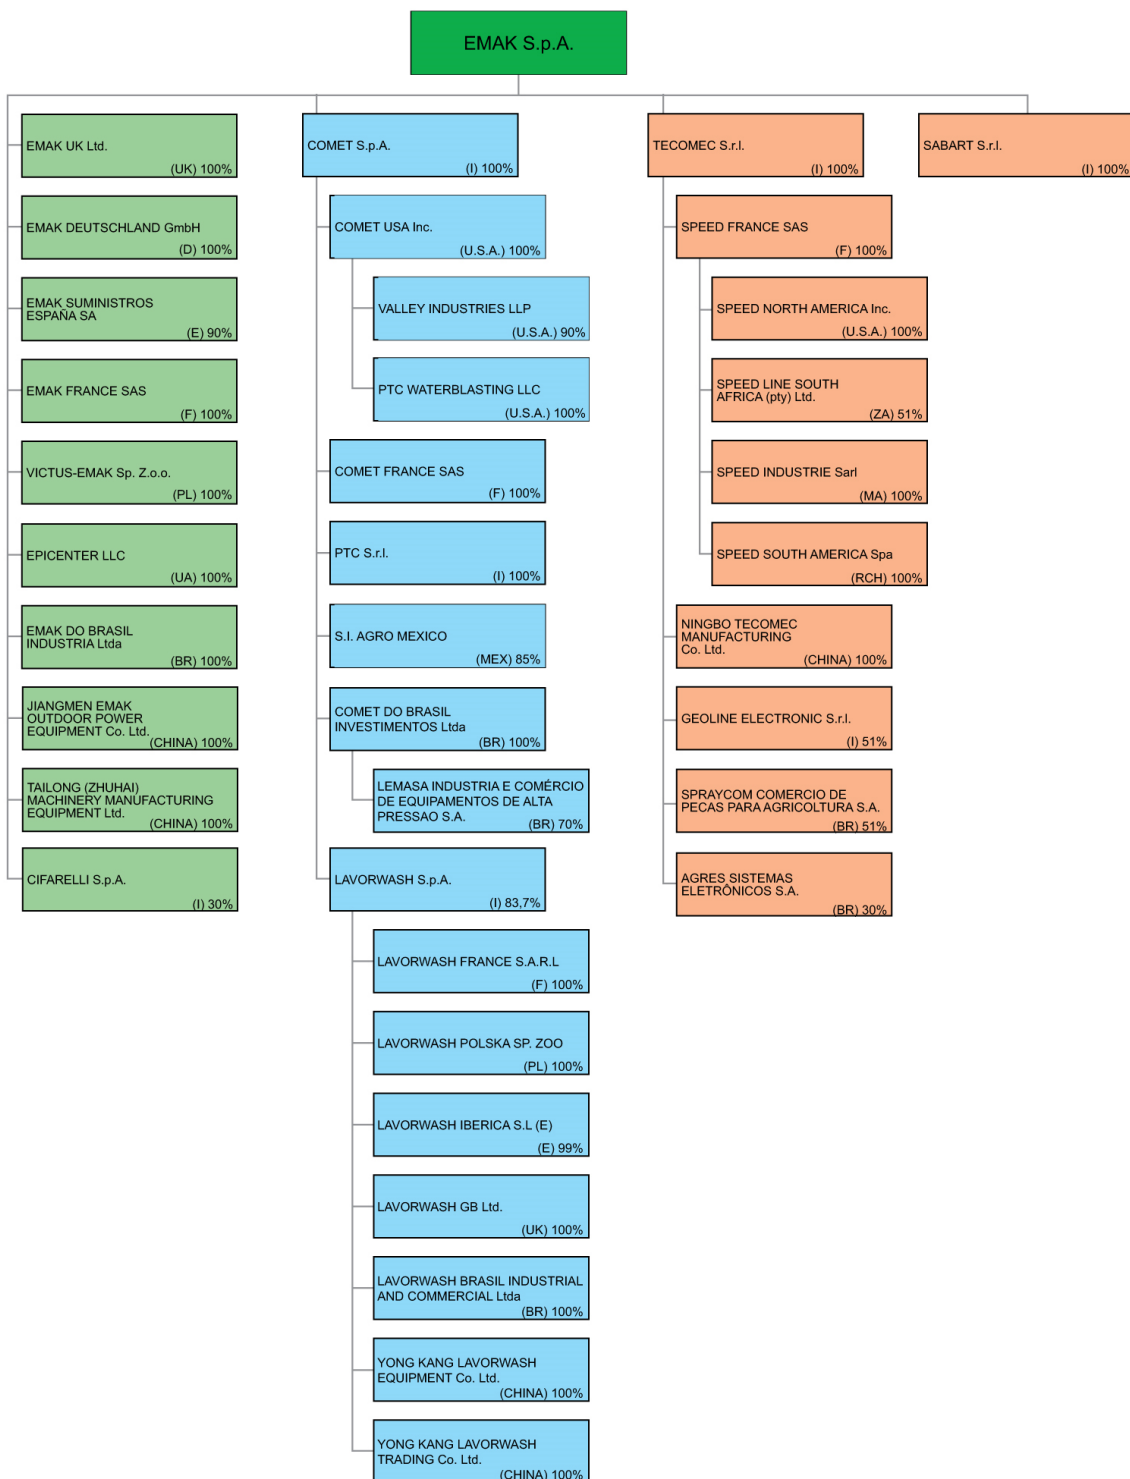 EMAK S.p.A.
EMAK UK Ltd.
(UK) 100%
EMAK DEUTSCHLAND GmbH
(D) 100%
EMAK SUMINISTROS
ESPAÑA SA
(E) 90%
EMAK FRANCE SAS
(F) 100%
VICTUS-EMAK Sp. Z.o.o.
(PL) 100%
EPICENTER LLC
(UA) 100%
EMAK DO BRASIL
INDUSTRIA Ltda
(BR) 100%
JIANGMEN EMAK
OUTDOOR POWER
EQUIPMENT Co. Ltd.
(CHINA) 100%
TAILONG (ZHUHAI)
MACHINERY MANUFACTURING
EQUIPMENT Ltd.
(CHINA) 100%
CIFARELLI S.p.A.
(I) 30%
COMET S.p.A.
(I) 100%
COMET USA Inc.
(U.S.A.) 100%
VALLEY INDUSTRIES LLP
(U.S.A.) 90%
PTC WATERBLASTING LLC
(U.S.A.) 100%
COMET FRANCE SAS
(F) 100%
PTC S.r.l.
(I) 100%
S.I. AGRO MEXICO
(MEX) 85%
COMET DO BRASIL
INVESTIMENTOS Ltda
(BR) 100%
LEMASA INDUSTRIA E COMÉRCIO
DE EQUIPAMENTOS DE ALTA
PRESSAO S.A.
(BR) 70%
LAVORWASH S.p.A.
(I) 83,7%
LAVORWASH FRANCE S.A.R.L
(F) 100%
LAVORWASH POLSKA SP. ZOO
(PL) 100%
LAVORWASH IBERICA S.L (E)
(E) 99%
LAVORWASH GB Ltd.
(UK) 100%
LAVORWASH BRASIL INDUSTRIAL
AND COMMERCIAL Ltda
(BR) 100%
YONG KANG LAVORWASH
EQUIPMENT Co. Ltd.
(CHINA) 100%
YONG KANG LAVORWASH
TRADING Co. Ltd.
(CHINA) 100%
TECOMEC S.r.l.
(I) 100%
SPEED FRANCE SAS
(F) 100%
SPEED NORTH AMERICA Inc.
(U.S.A.) 100%
SPEED LINE SOUTH
AFRICA (pty) Ltd.
(ZA) 51%
SPEED INDUSTRIE Sarl
(MA) 100%
SPEED SOUTH AMERICA Spa
(RCH) 100%
NINGBO TECOMEC
MANUFACTURING
Co. Ltd.
(CHINA) 100%
GEOLINE ELECTRONIC S.r.l.
(I) 51%
SPRAYCOM COMERCIO DE
PECAS PARA AGRICOLTURA S.A.
(BR) 51%
AGRES SISTEMAS
ELETRÔNICOS S.A.
(BR) 30%
SABART S.r.l.
(I) 100%